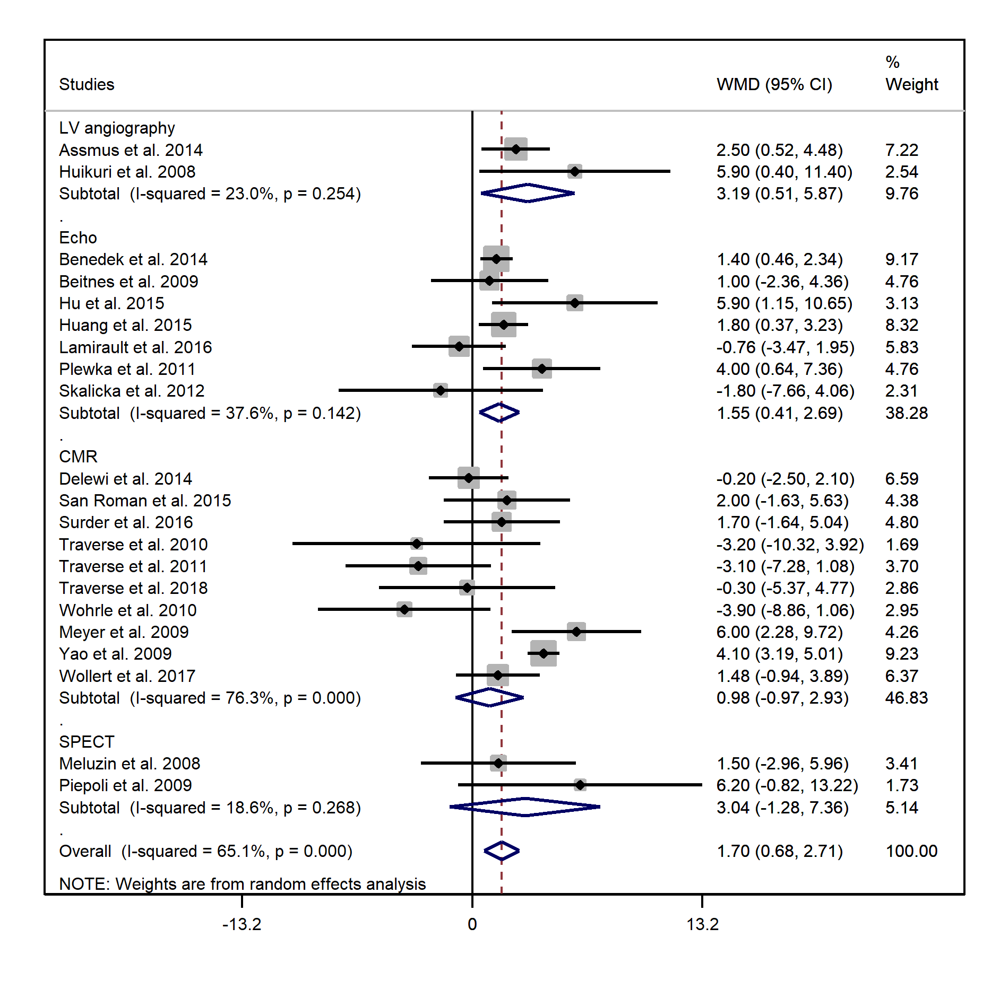 %
Studies WMD (95% CI) Weight
LV angiography
Assmus et al. 2014 2.50 (0.52, 4.48) 7.22
Huikuri et al. 2008 5.90 (0.40, 11.40) 2.54
Subtotal (I-squared = 23.0%, p = 0.254) 3.19 (0.51, 5.87) 9.76
.
Echo
Benedek et al. 2014 1.40 (0.46, 2.34) 9.17
Beitnes et al. 2009 1.00 (-2.36, 4.36) 4.76
Hu et al. 2015 5.90 (1.15, 10.65) 3.13
Huang et al. 2015 1.80 (0.37, 3.23) 8.32
Lamirault et al. 2016 -0.76 (-3.47, 1.95) 5.83
Plewka et al. 2011 4.00 (0.64, 7.36) 4.76
Skalicka et al. 2012 -1.80 (-7.66, 4.06) 2.31
Subtotal (I-squared = 37.6%, p = 0.142) 1.55 (0.41, 2.69) 38.28
.
CMR
Delewi et al. 2014 -0.20 (-2.50, 2.10) 6.59
San Roman et al. 2015 2.00 (-1.63, 5.63) 4.38
Surder et al. 2016 1.70 (-1.64, 5.04) 4.80
Traverse et al. 2010 -3.20 (-10.32, 3.92) 1.69
Traverse et al. 2011 -3.10 (-7.28, 1.08) 3.70
Traverse et al. 2018 -0.30 (-5.37, 4.77) 2.86
Wohrle et al. 2010 -3.90 (-8.86, 1.06) 2.95
Meyer et al. 2009 6.00 (2.28, 9.72) 4.26
Yao et al. 2009 4.10 (3.19, 5.01) 9.23
Wollert et al. 2017 1.48 (-0.94, 3.89) 6.37
Subtotal (I-squared = 76.3%, p = 0.000) 0.98 (-0.97, 2.93) 46.83
.
SPECT
Meluzin et al. 2008 1.50 (-2.96, 5.96) 3.41
Piepoli et al. 2009 6.20 (-0.82, 13.22) 1.73
Subtotal (I-squared = 18.6%, p = 0.268) 3.04 (-1.28, 7.36) 5.14
.
Overall (I-squared = 65.1%, p = 0.000) 1.70 (0.68, 2.71) 100.00
NOTE: Weights are from random effects analysis
-13.2 0 13.2